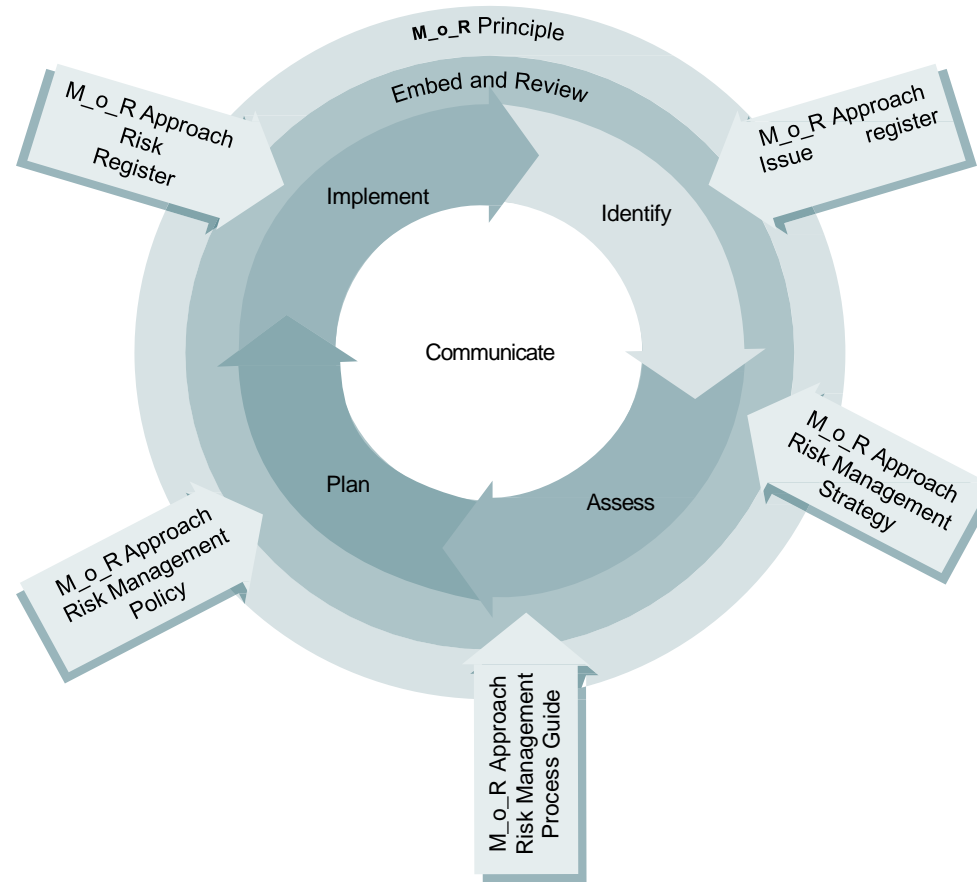 M_o_R Principle
Embed and Review
M_o_R Approach
Risk
Register
M_o_R Approach
Issue register
Implement
Identify
Communicate
M_o_R Approach
Risk Management
Strategy
Plan
Assess
M_o_R Approach
Risk Management
Policy
M_o_R Approach
Risk Management
Process Guide